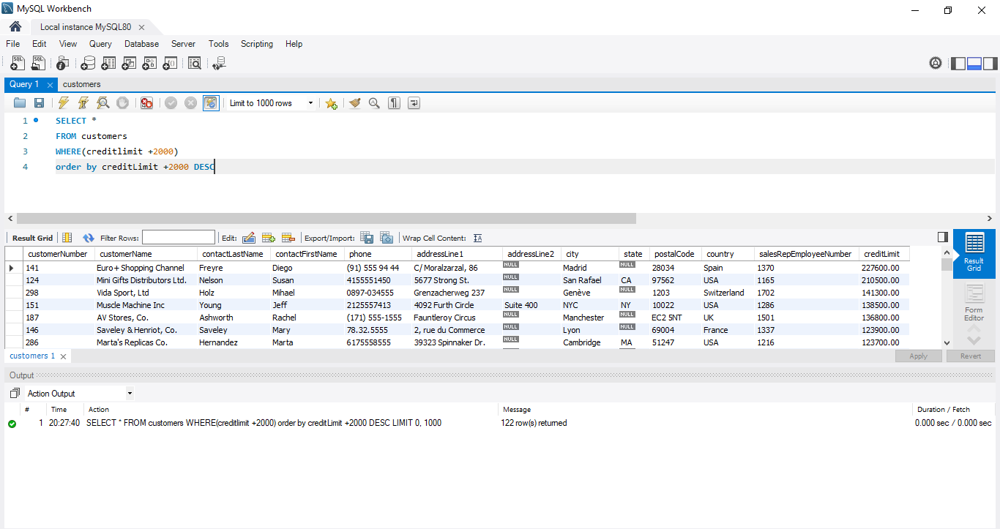 MySQL Workbench
Local instance MySQL80
File Edit View Query Database Server Tools Scripting Help
Query 1 customers
Limit to 1000 rows
1 SELECT *
2 FROM customers
3 WHERE(creditlimit +2000)
4 order by creditLimit +2000 DESC
Result Grid Filter Rows: Edit: Export/Import: Wrap Cell Content:
customerNumber customerName contactLastName contactFirstName phone addressLine1 addressLine2 city state postalCode country salesRepEmployeeNumber creditLimit
141 Euro+ Shopping Channel Freyre Diego (91) 555 94 44 C/ Moralzarzal, 86 NULL Madrid NULL 28034 Spain 1370 227600.00
124 Mini Gifts Distributors Ltd. Nelson Susan 4155551450 5677 Strong St. NULL San Rafael CA 97562 USA 1165 210500.00
298 Vida Sport, Ltd Holz Mihael 0897-034555 Grenzacherweg 237 NULL Genève NULL 1203 Switzerland 1702 141300.00
151 Muscle Machine Inc Young Jeff 2125557413 4092 Furth Circle Suite 400 NYC NY 10022 USA 1286 138500.00
187 AV Stores, Co. Ashworth Rachel (171) 555-1555 Fauntleroy Circus NULL Manchester NULL EC2 5NT UK 1501 136800.00
146 Saveley & Henriot, Co. Saveley Mary 78.32.5555 2, rue du Commerce NULL Lyon NULL 69004 France 1337 123900.00
286 Marta's Replicas Co. Hernandez Marta 6175558555 39323 Spinnaker Dr. NULL Cambridge MA 51247 USA 1216 123700.00
Result
Grid
Form
Editor
customers 1
Apply Revert
Output
Action Output
# Time Action Message Duration / Fetch
1 20:27:40 SELECT * FROM customers WHERE(creditlimit +2000) order by creditLimit +2000 DESC LIMIT 0, 1000 122 row(s) returned 0.000 sec / 0.000 sec